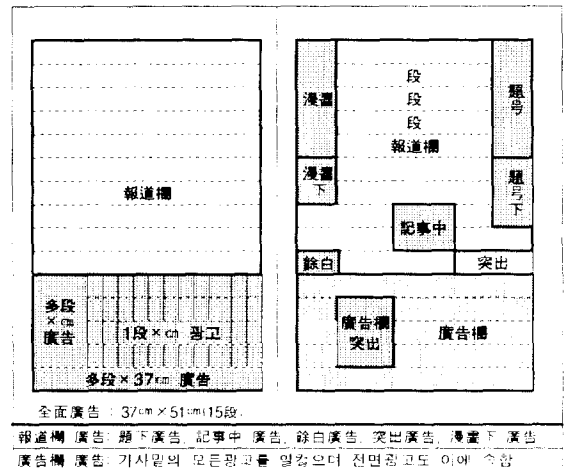 報道欄
多段
×cm
廣告
1段×cm 광고
多段×37cm 廣告
漫畵
漫畵
下
段
段
段
報道欄
題
号
題
号
下
記事中
餘白
突出
廣告欄
突出
廣告欄
全面廣告 : 37cm×51cm(15段.
報道欄 廣告: 題下廣告, 記事中 廣告, 餘白廣告, 突出廣告, 漫畵下 廣告
廣告欄 廣告: 기사밑의 모든광고를 일컬으며 전면광고도 이에 속함